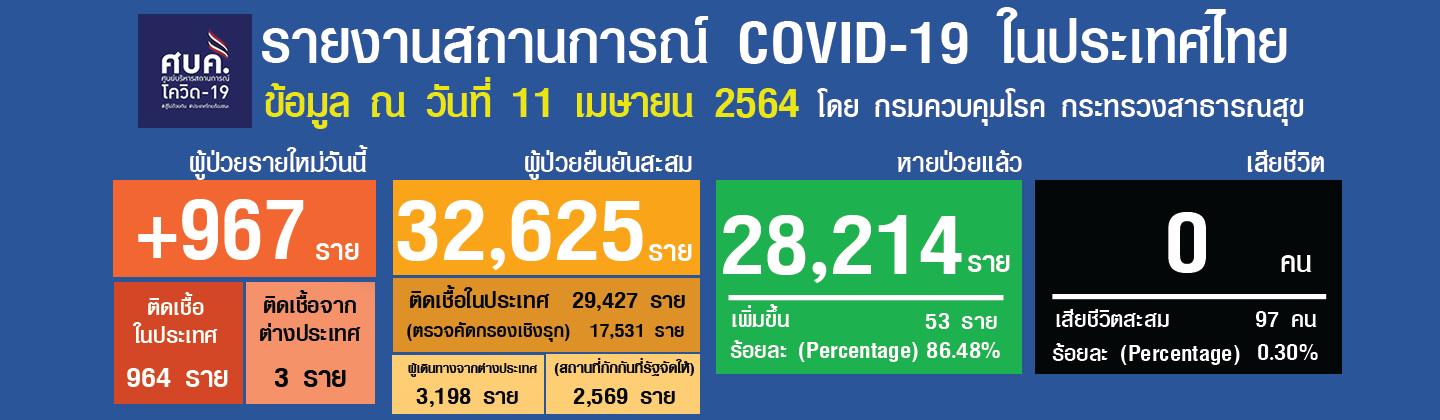 ศบค.
ศูนย์บริหารสถานการณ์
โควิด-19
รายงานสถานการณ์ COVID-19 ในประเทศไทย
ข้อมูล ณ วันที่ 11 เมษายน 2564 โดย กรมควบคุมโรค กระทรวงสาธารณสุข
ผู้ป่วยรายใหม่วันนี้
+967 ราย
ติดเชื้อ
ในประเทศ
964 ราย
ติดเชื้อจาก
ต่างประเทศ
3 ราย
ผู้ป่วยยืนยันสะสม
32,625 ราย
ติดเชื้อในประเทศ 29,427 ราย
(ตรวจคัดกรองเชิงรุก) 17,531 ราย
ผู้เดินทางจากต่างประเทศ
3,198 ราย
(สถานที่กักกันที่รัฐจัดให้)
2,569 ราย
หายป่วยแล้ว
28,214 ราย
เพิ่มขึ้น 53 ราย
ร้อยละ (Percentage) 86.48%
เสียชีวิต
0 คน
เสียชีวิตสะสม 97 คน
ร้อยละ (Percentage) 0.30%